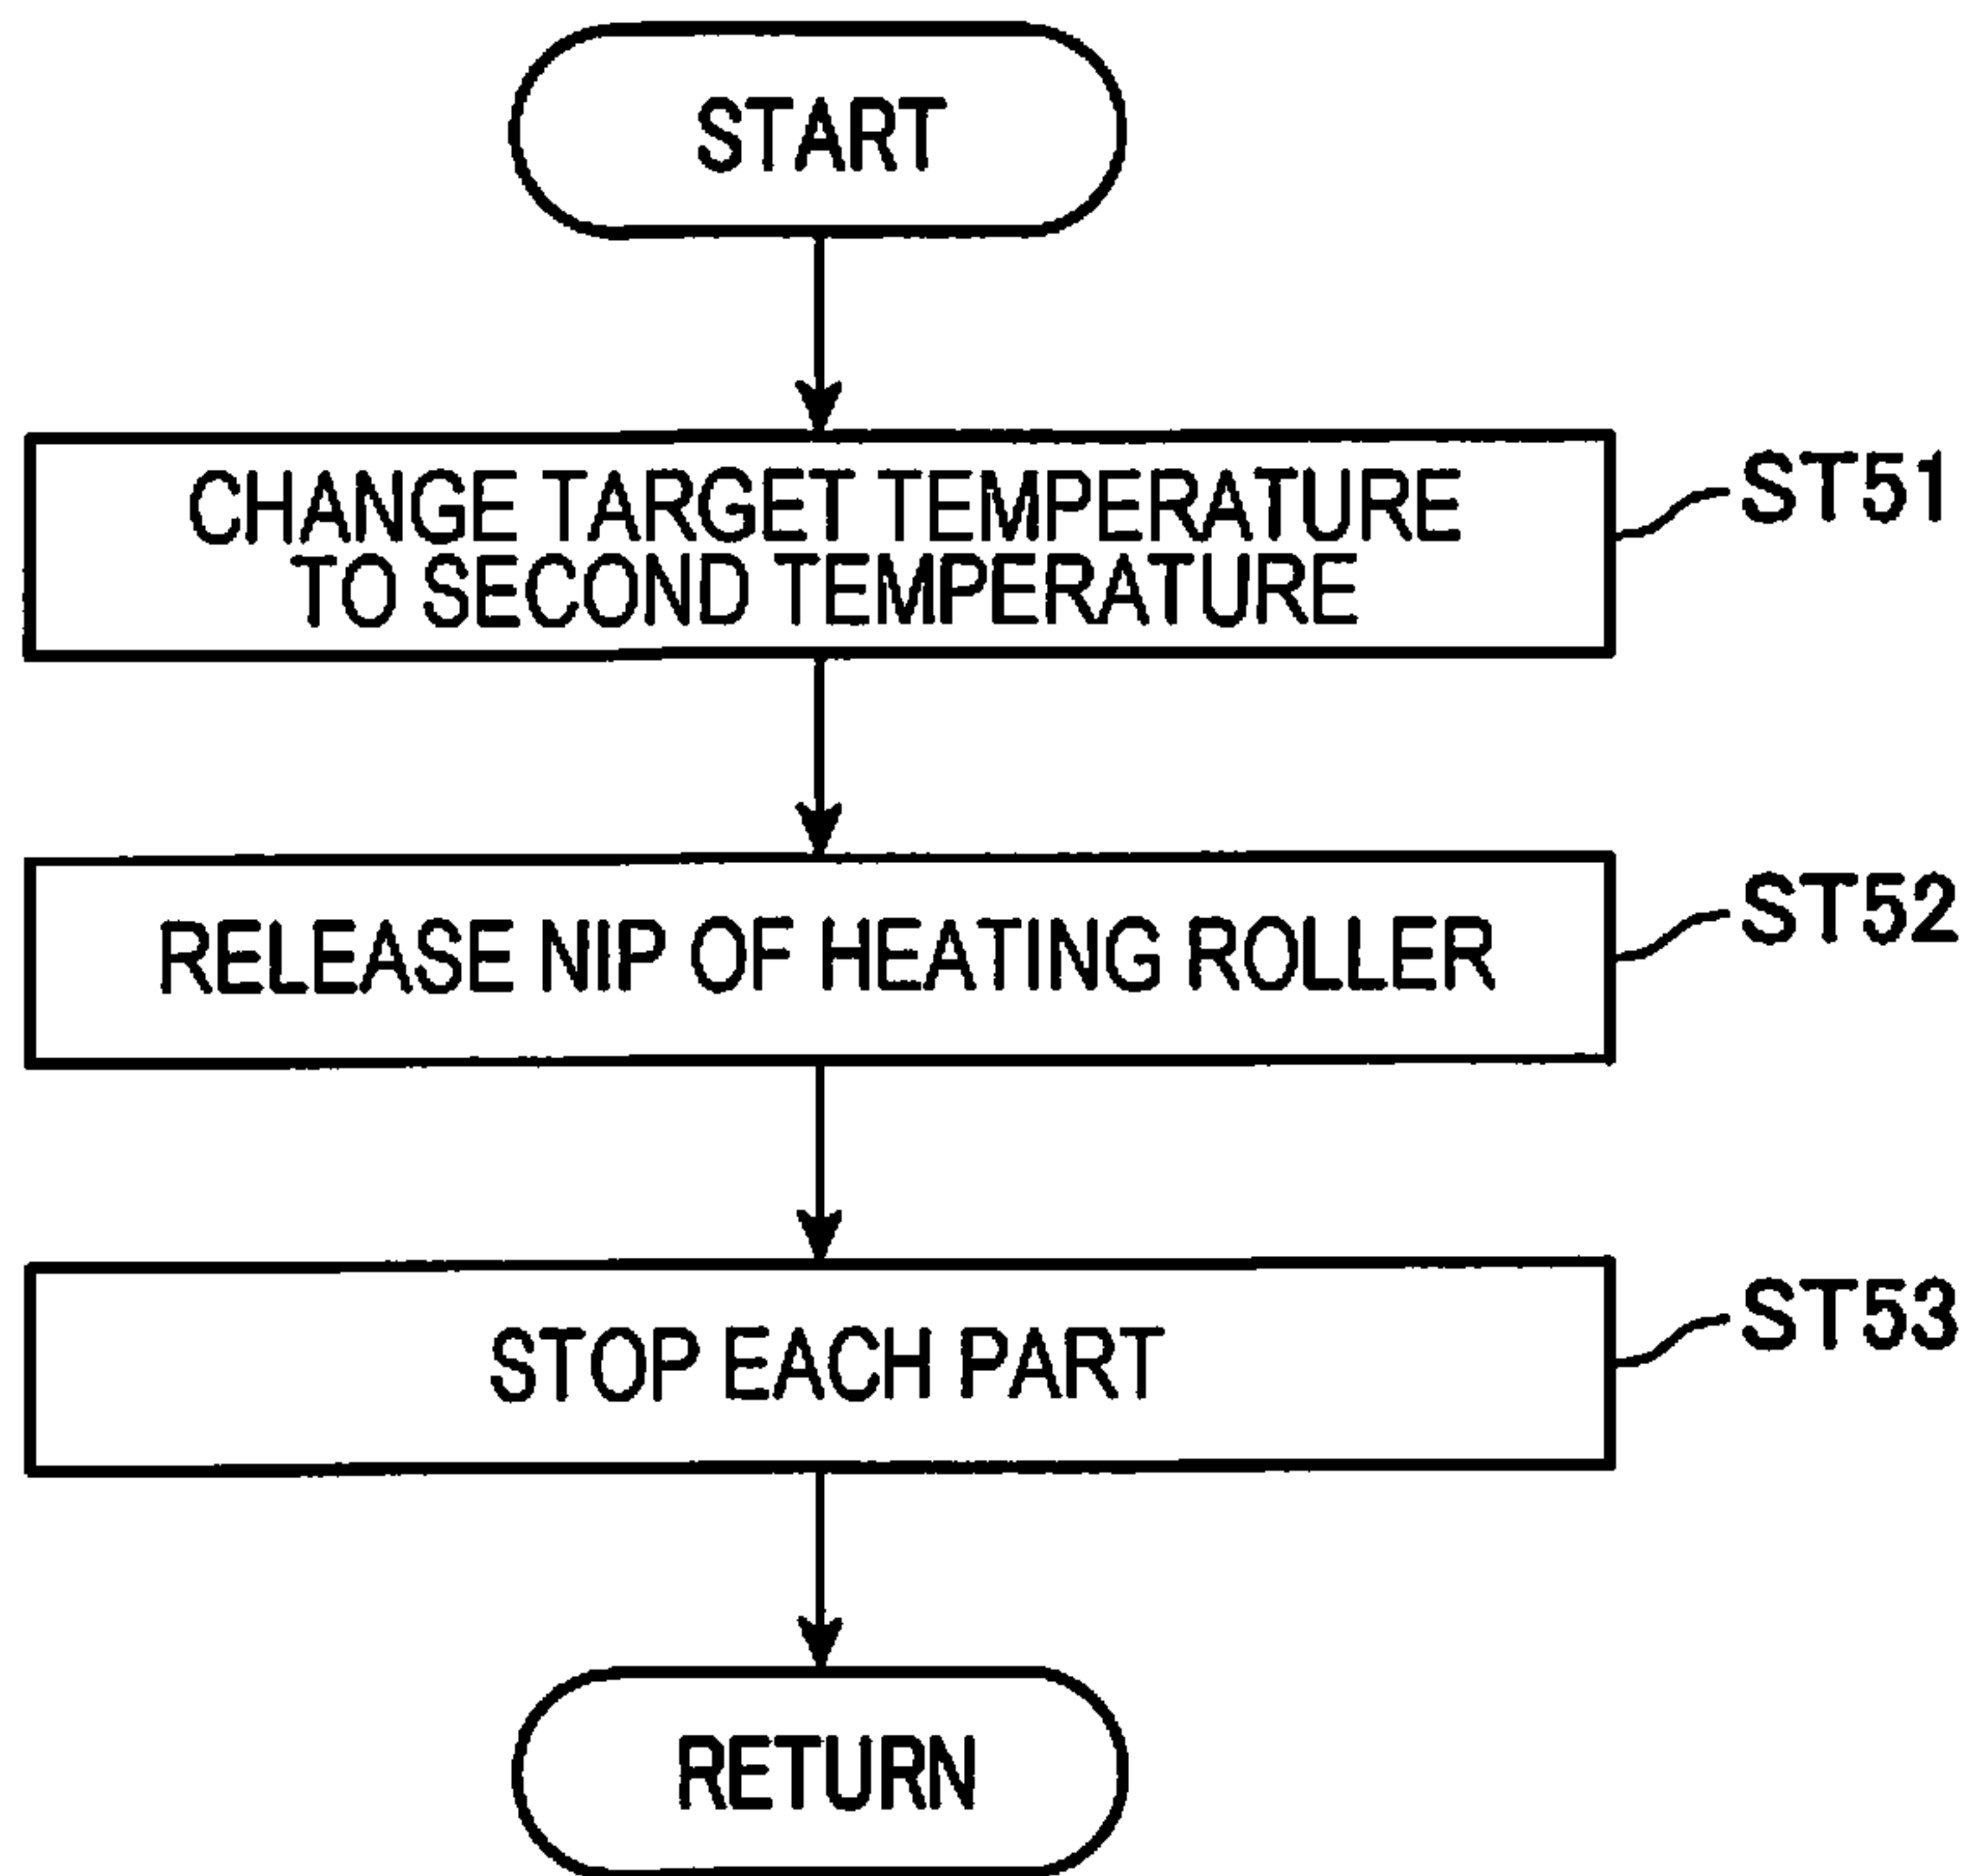 START
CHANGE TARGET TEMPERATURE
TO SECOND TEMPERATURE
ST51
RELEASE NIP OF HEATING ROLLER
ST52
STOP EACH PART
ST53
RETURN